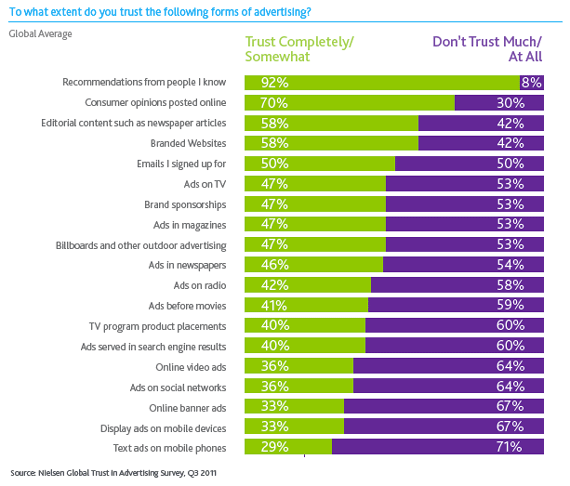 To what extent do you trust the following forms of advertising?
Global Average
Trust Completely/
Somewhat
Don't Trust Much/
At All
Recommendations from people I know 92% 8%
Consumer opinions posted online 70% 30%
Editorial content such as newspaper articles 58% 42%
Branded Websites 58% 42%
Emails I signed up for 50% 50%
Ads on TV 47% 53%
Brand sponsorships 47% 53%
Ads in magazines 47% 53%
Billboards and other outdoor advertising 47% 53%
Ads in newspapers 46% 54%
Ads on radio 42% 58%
Ads before movies 41% 59%
TV program product placements 40% 60%
Ads served in search engine results 40% 60%
Online video ads 36% 64%
Ads on social networks 36% 64%
Online banner ads 33% 67%
Display ads on mobile devices 33% 67%
Text ads on mobile phones 29% 71%
Source: Nielsen Global Trust in Advertising Survey, Q3 2011